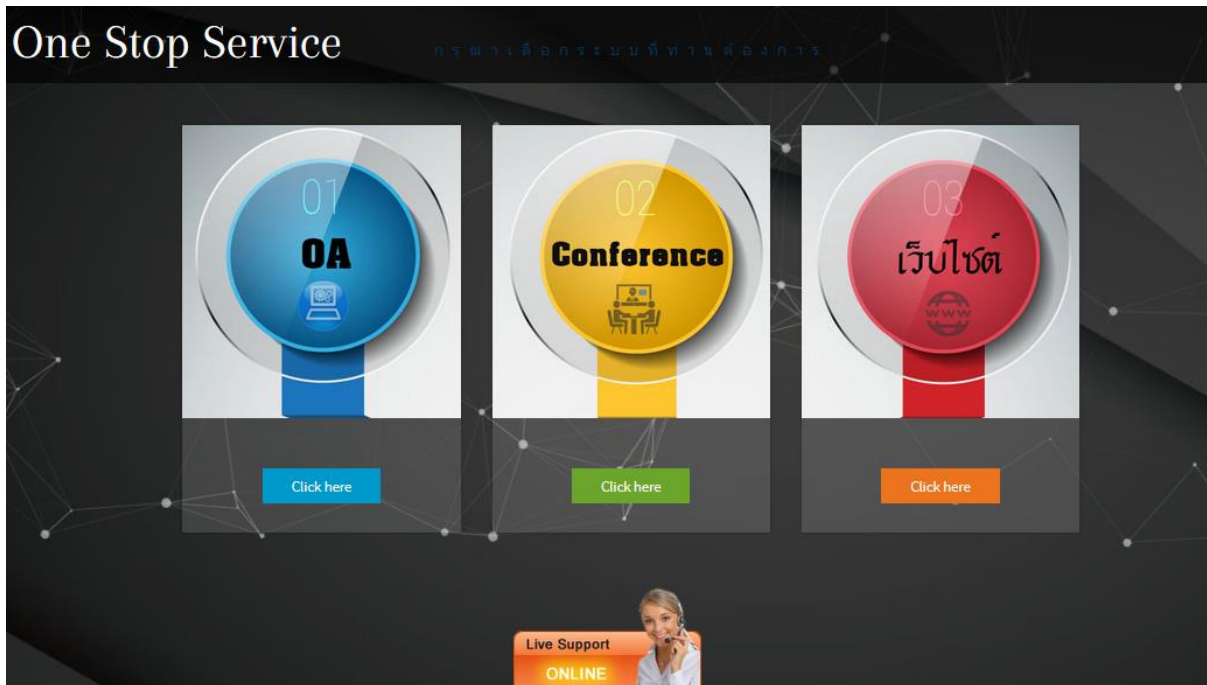 One Stop Service
กรุณาเลือกระบบที่ท่านต้องการ
01
OA
02
Conference
03
เว็บไซต์
WWW
Click here
Click here
Click here
Live Support
ONLINE